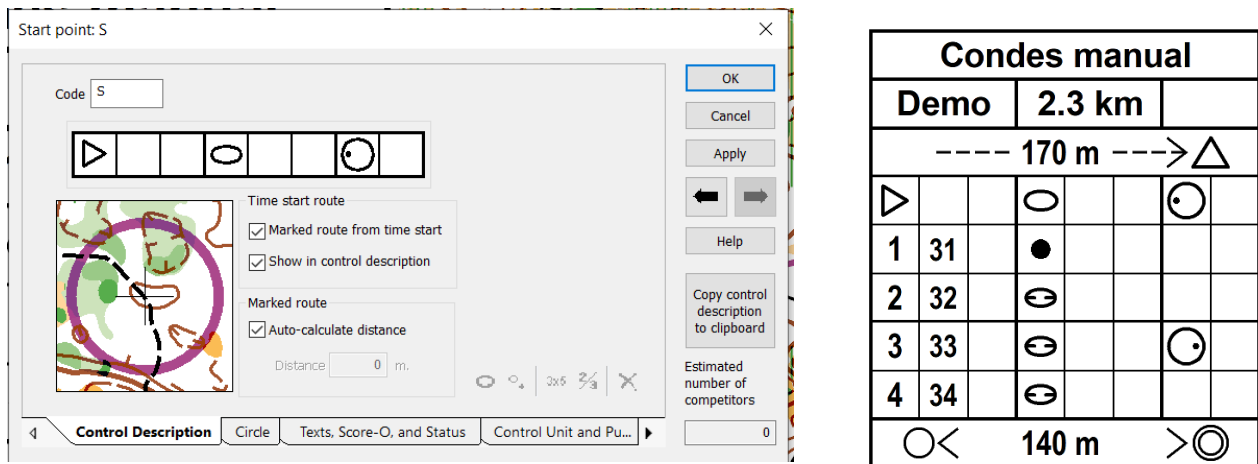 Start point: S
Code S
OK
Cancel
Apply
Help
Copy control
description
to clipboard
Estimated
number of
competitors
0
Time start route
Marked route from time start
Show in control description
Marked route
Auto-calculate distance
Distance 0 m.
3x5 2/3
Control Description Circle Texts, Score-O, and Status Control Unit and Pu...
Condes manual
Demo 2.3 km
170 m
1 31
2 32
3 33
4 34
140 m